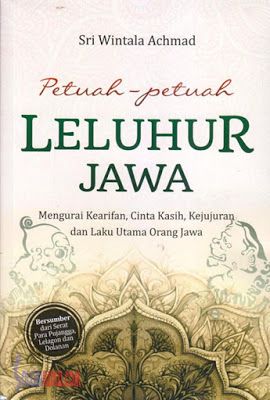 Sri Wintala Achmad
Petuah-petuah
LELUHUR
JAWA
Mengurai Kearifan, Cinta Kasih, Kejujuran
dan Laku Utama Orang Jawa
Bersumber
dari Serat
Para Pujangga,
Lelagon dan
Dolanan